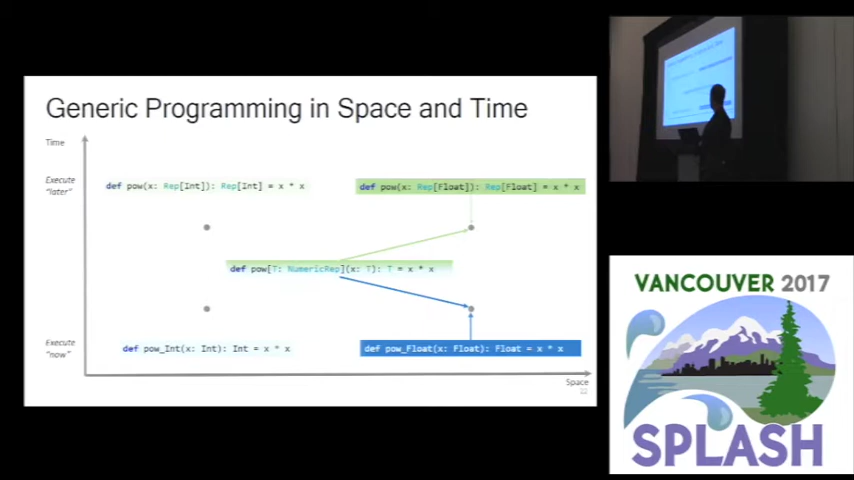 Generic Programming in Space and Time
Time
Execute
"later"
def pow(x: Rep[Int]): Rep[Int] = x * x
def pow(x: Rep[Float]): Rep[Float] = x * x
def pow[T: NumericRep](x: T): T = x * x
Execute
"now"
def pow_Int(x: Int): Int = x * x
def pow_Float(x: Float): Float = x * x
Space
VANCOUVER 2017
SPLASH